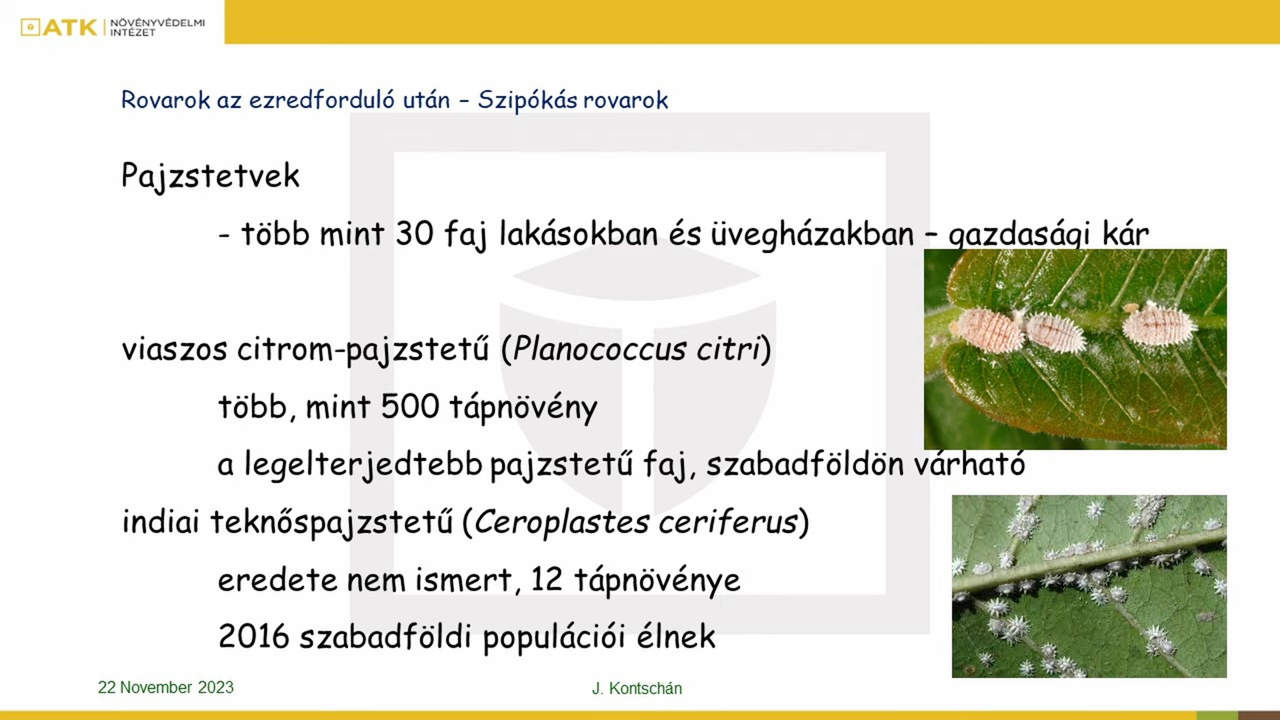 ATK NÖVÉNYVÉDELMI INTÉZET
Rovarok az ezredforduló után – Szipókás rovarok
Pajzstetvek
- több mint 30 faj lakásokban és üvegházakban – gazdasági kár
viaszos citrom-pajzstetű (Planococcus citri)
több, mint 500 tápnövény
a legelterjedtebb pajzstetű faj, szabadföldön várható
indiai teknőspajzstetű (Ceroplastes ceriferus)
eredete nem ismert, 12 tápnövénye
2016 szabadföldi populációi élnek
22 November 2023
J. Kontschán